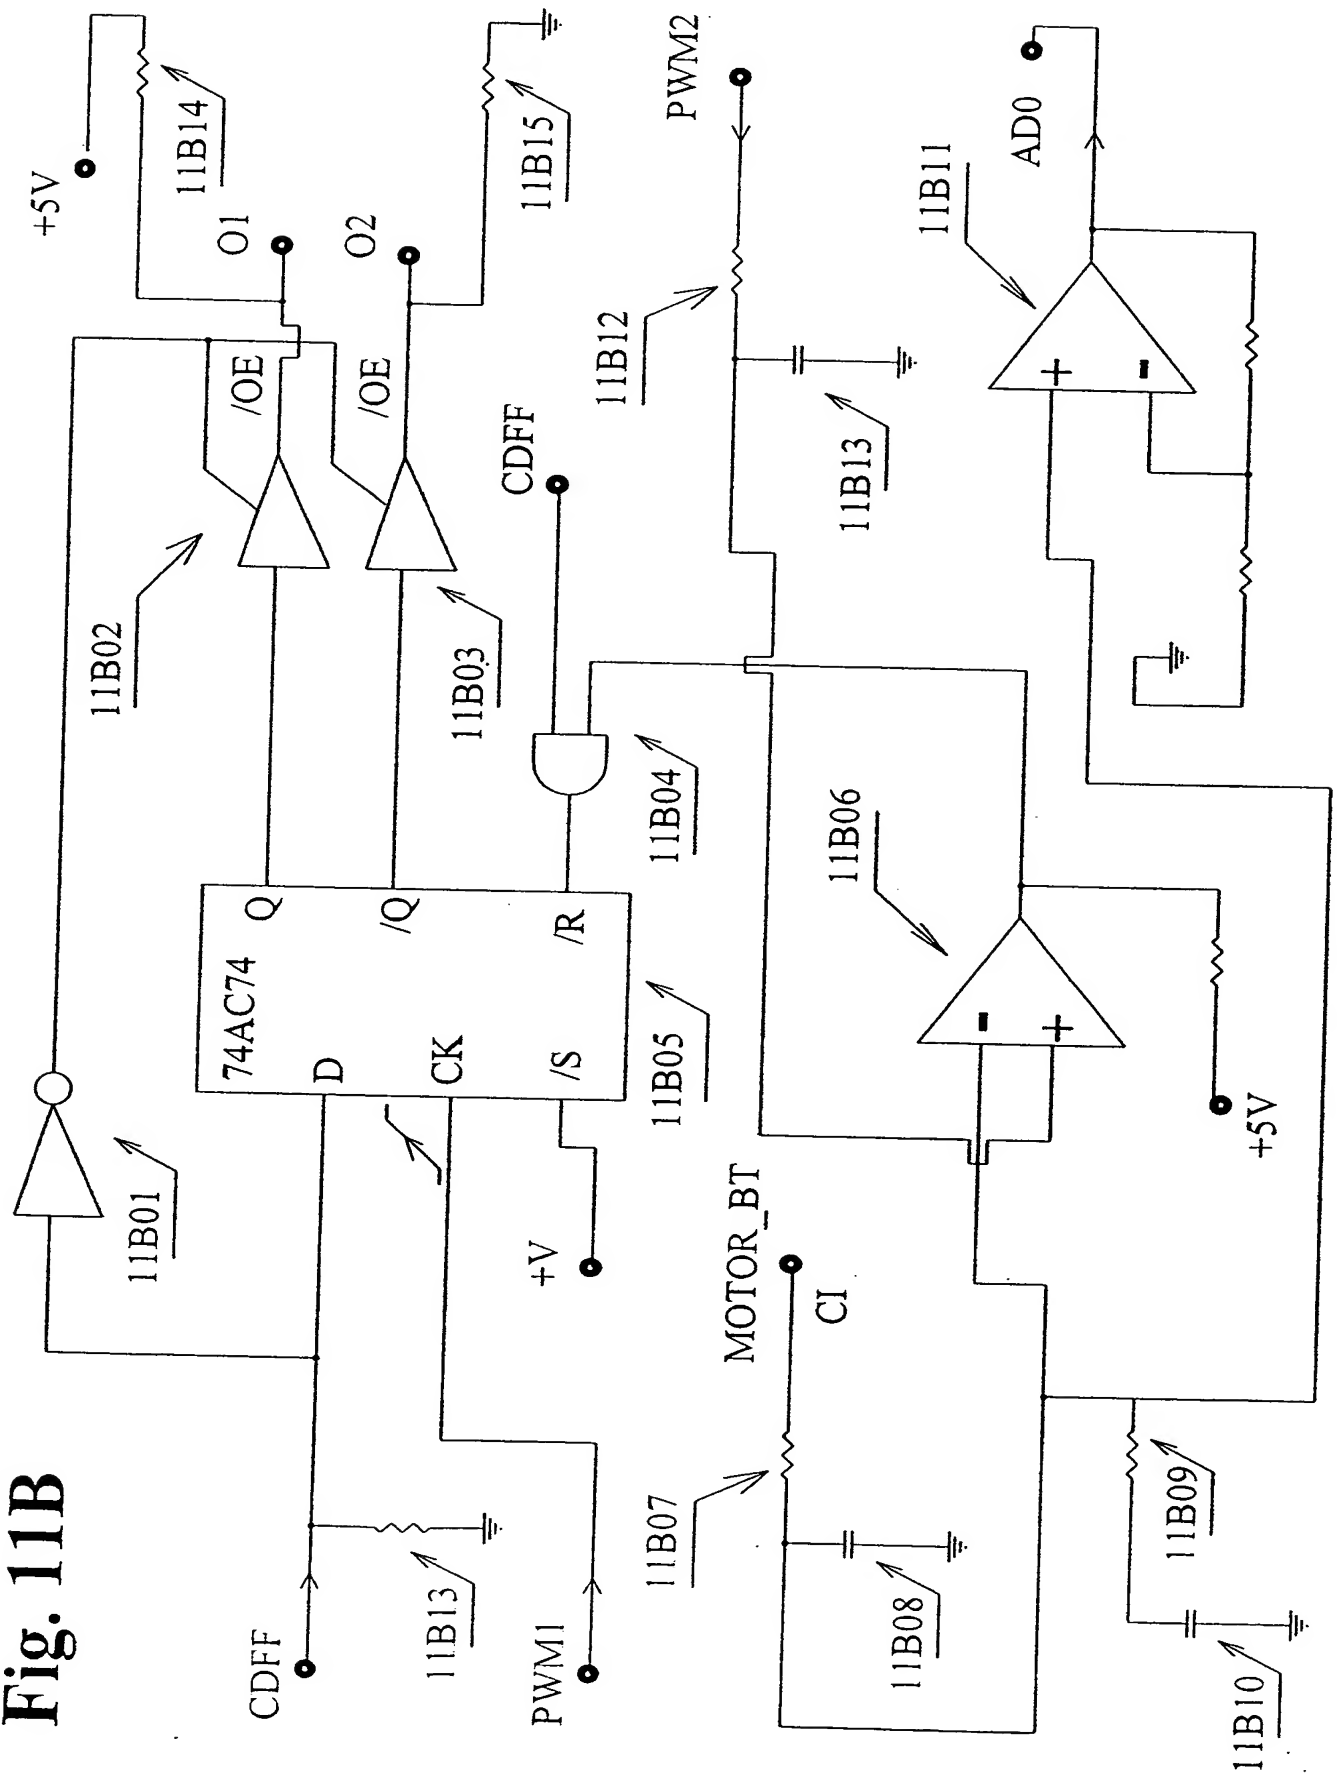 Fig. 11B
+5V
11B14
O1
O2
11B15
/OE
/OE
11B02
11B03
CDFF
11B04
11B01
74AC74
D
Q
CK
/Q
/S
/R
11B05
CDFF
11B13
PWM1
+V
PWM2
11B12
11B13
MOTOR_BT
CI
11B07
11B08
11B06
-
+
+5V
11B09
11B10
11B11
+
-
AD0